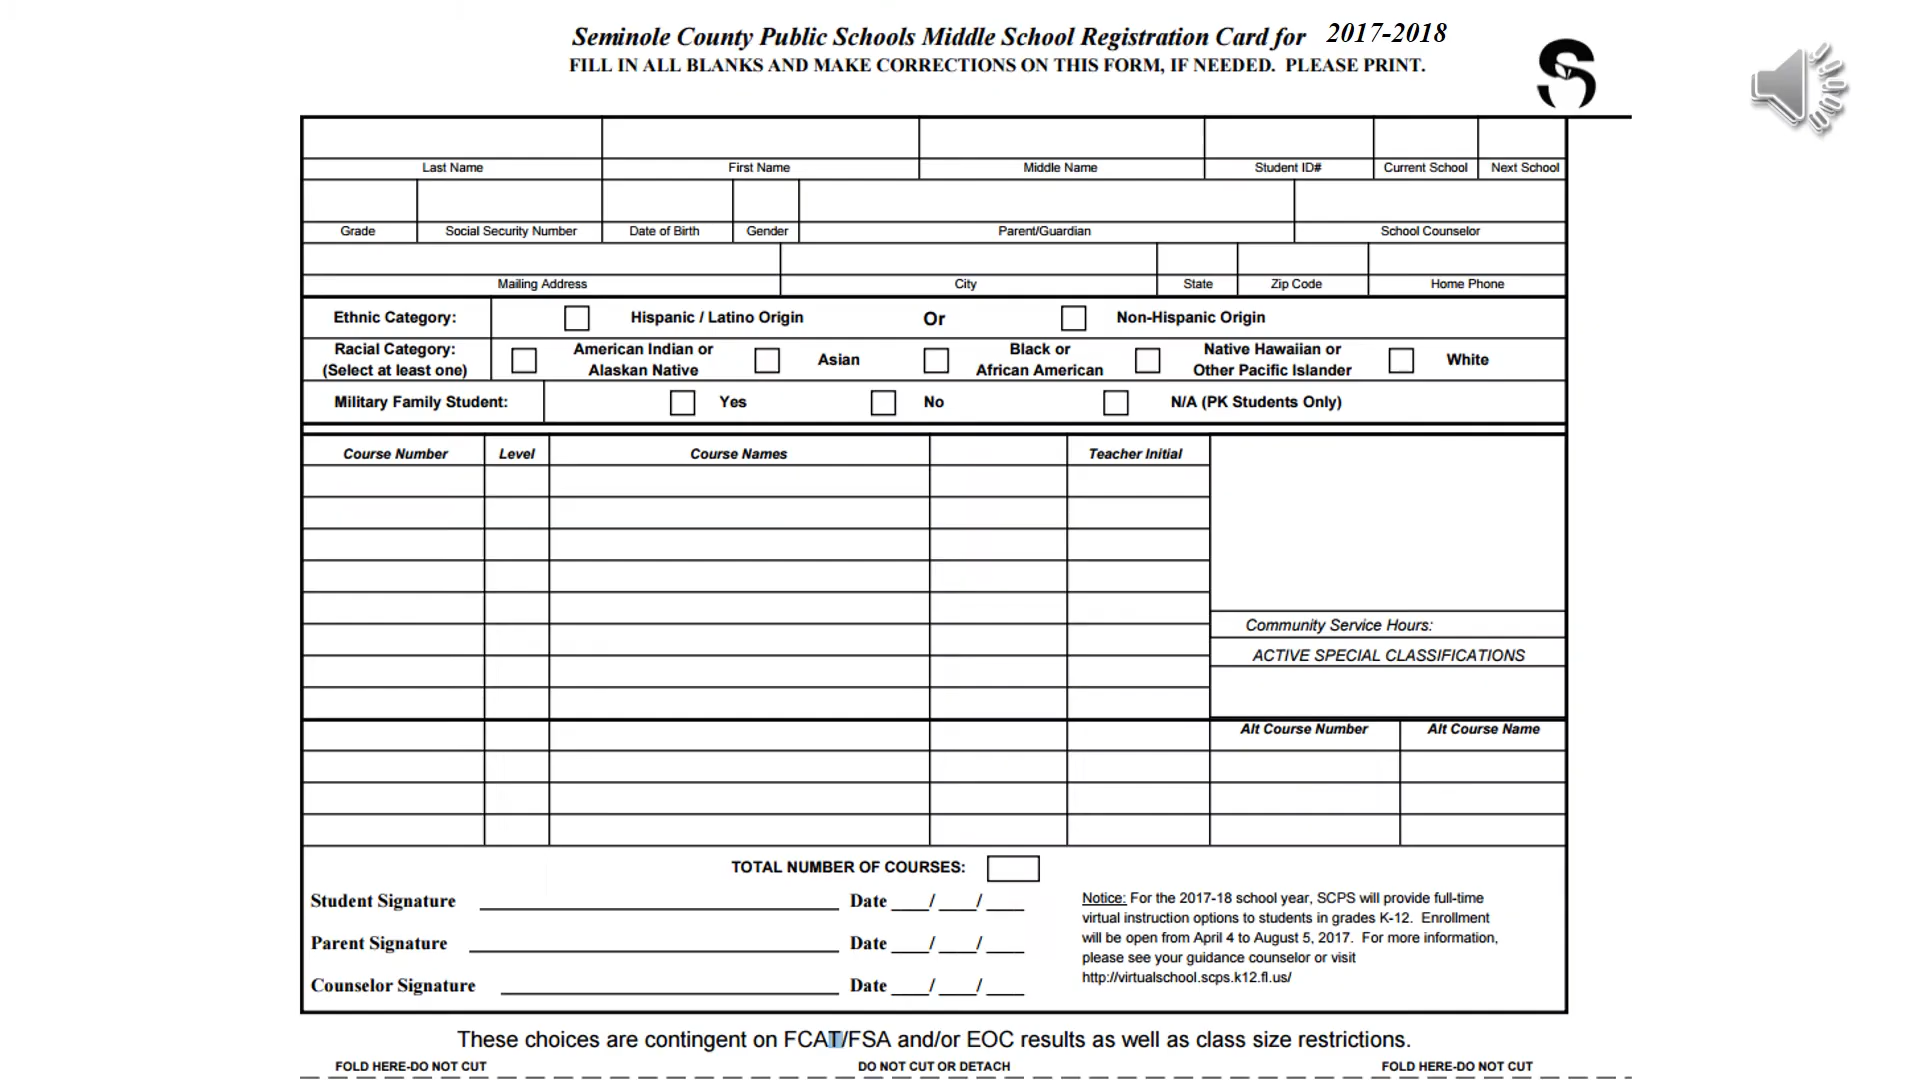 Seminole County Public Schools Middle School Registration Card for 2017-2018
FILL IN ALL BLANKS AND MAKE CORRECTIONS ON THIS FORM, IF NEEDED. PLEASE PRINT.
Last Name First Name Middle Name Student ID# Current School Next School
Grade Social Security Number Date of Birth Gender Parent/Guardian School Counselor
Mailing Address City State Zip Code Home Phone
Ethnic Category: Hispanic / Latino Origin Or Non-Hispanic Origin
Racial Category: (Select at least one) American Indian or Alaskan Native Asian Black or African American Native Hawaiian or Other Pacific Islander White
Military Family Student: Yes No N/A (PK Students Only)
Course Number Level Course Names Teacher Initial
Community Service Hours:
ACTIVE SPECIAL CLASSIFICATIONS
Alt Course Number Alt Course Name
TOTAL NUMBER OF COURSES:
Student Signature Date ___/ ___/ ___
Parent Signature Date ___/ ___/ ___
Counselor Signature Date ___/ ___/ ___
Notice: For the 2017-18 school year, SCPS will provide full-time
virtual instruction options to students in grades K-12. Enrollment
will be open from April 4 to August 5, 2017. For more information,
please see your guidance counselor or visit
http://virtualschool.scps.k12.fl.us/
These choices are contingent on FCAT/FSA and/or EOC results as well as class size restrictions.
FOLD HERE-DO NOT CUT DO NOT CUT OR DETACH FOLD HERE-DO NOT CUT